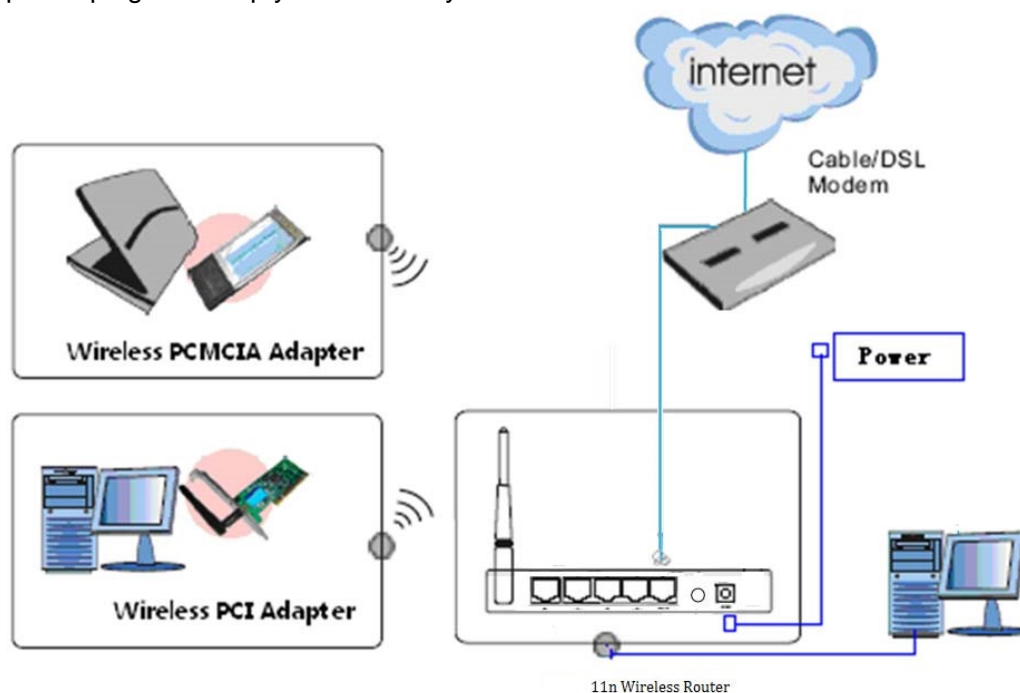 internet
Cable/DSL
Modem
Wireless PCMCIA Adapter
Power
Wireless PCI Adapter
11n Wireless Router